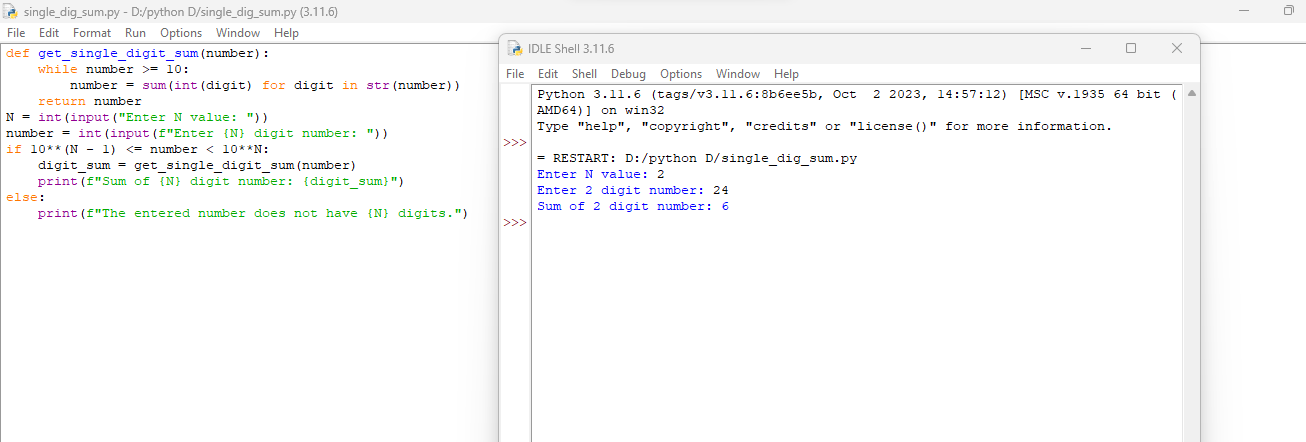 single_dig_sum.py - D:/python D/single_dig_sum.py (3.11.6)
File Edit Format Run Options Window Help
def get_single_digit_sum(number):
    while number >= 10:
        number = sum(int(digit) for digit in str(number))
    return number
N = int(input("Enter N value: "))
number = int(input(f"Enter {N} digit number: "))
if 10**(N - 1) <= number < 10**N:
    digit_sum = get_single_digit_sum(number)
    print(f"Sum of {N} digit number: {digit_sum}")
else:
    print(f"The entered number does not have {N} digits.")
IDLE Shell 3.11.6
File Edit Shell Debug Options Window Help
Python 3.11.6 (tags/v3.11.6:8b6ee5b, Oct  2 2023, 14:57:12) [MSC v.1935 64 bit (
AMD64)] on win32
Type "help", "copyright", "credits" or "license()" for more information.
>>>
= RESTART: D:/python D/single_dig_sum.py
Enter N value: 2
Enter 2 digit number: 24
Sum of 2 digit number: 6
>>>